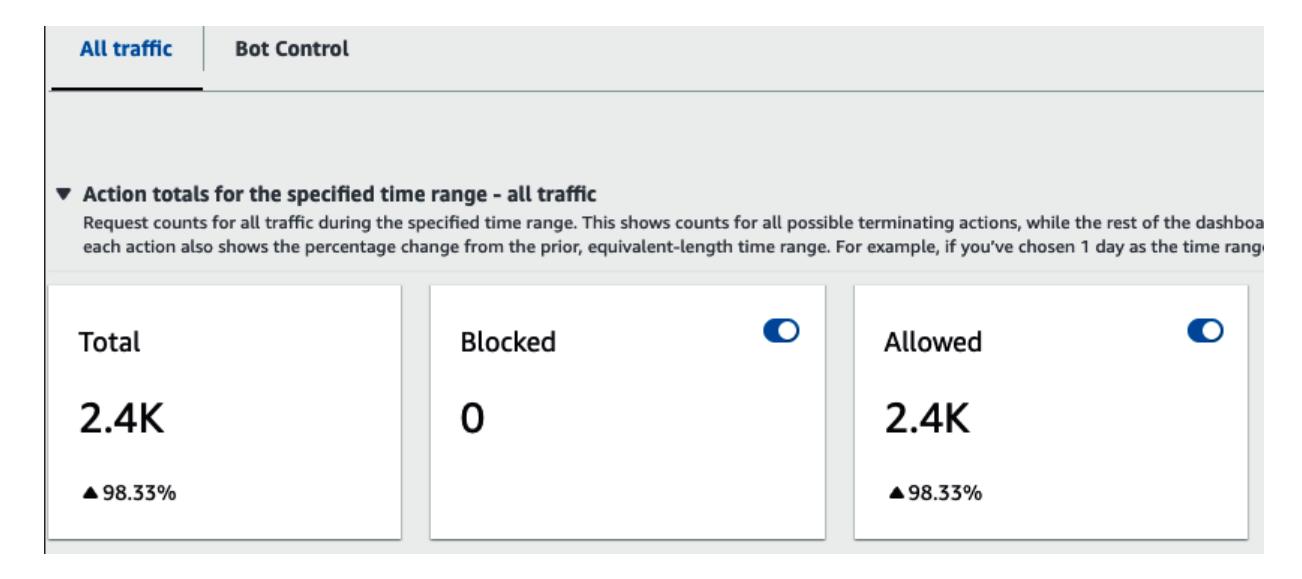 All traffic
Bot Control
Action totals for the specified time range - all traffic
Request counts for all traffic during the specified time range. This shows counts for all possible terminating actions, while the rest of the dashboa
each action also shows the percentage change from the prior, equivalent-length time range. For example, if you've chosen 1 day as the time rang
Total
2.4K
▲98.33%
Blocked
0
Allowed
2.4K
▲98.33%